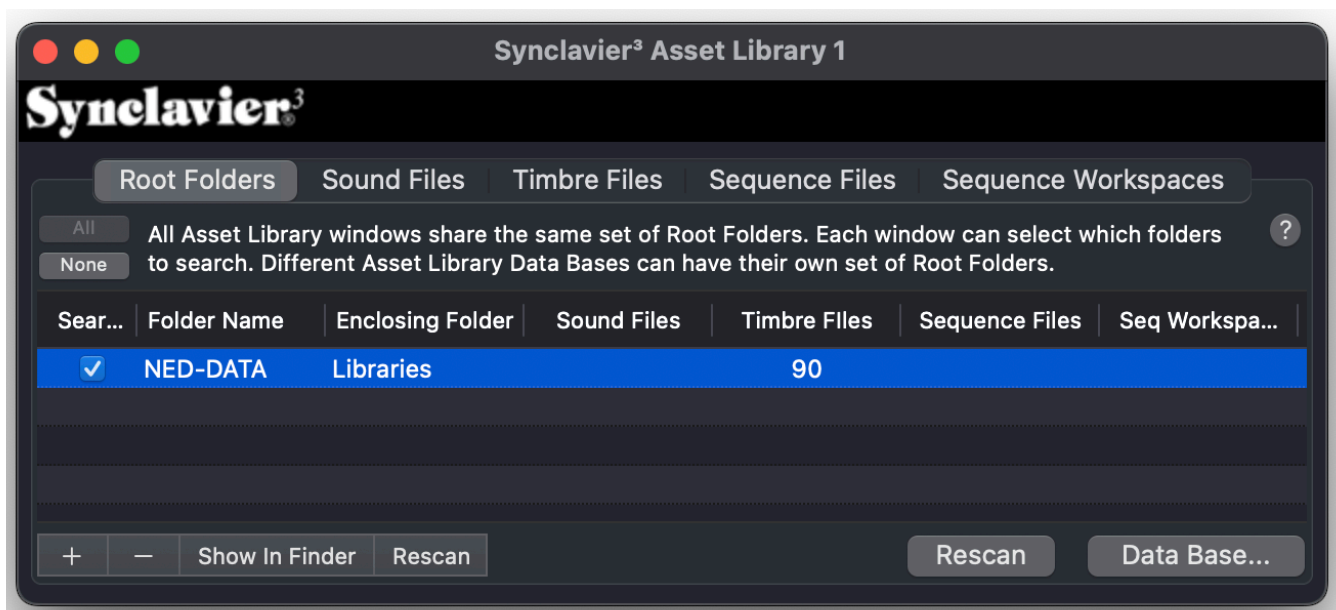 Synclavier³ Asset Library 1
Synclavier³®
Root Folders Sound Files Timbre Files Sequence Files Sequence Workspaces
All
None
All Asset Library windows share the same set of Root Folders. Each window can select which folders
to search. Different Asset Library Data Bases can have their own set of Root Folders.
?
Sear... Folder Name Enclosing Folder Sound Files Timbre FIles Sequence Files Seq Workspa...
NED-DATA Libraries 90
+ − Show In Finder Rescan Rescan Data Base...